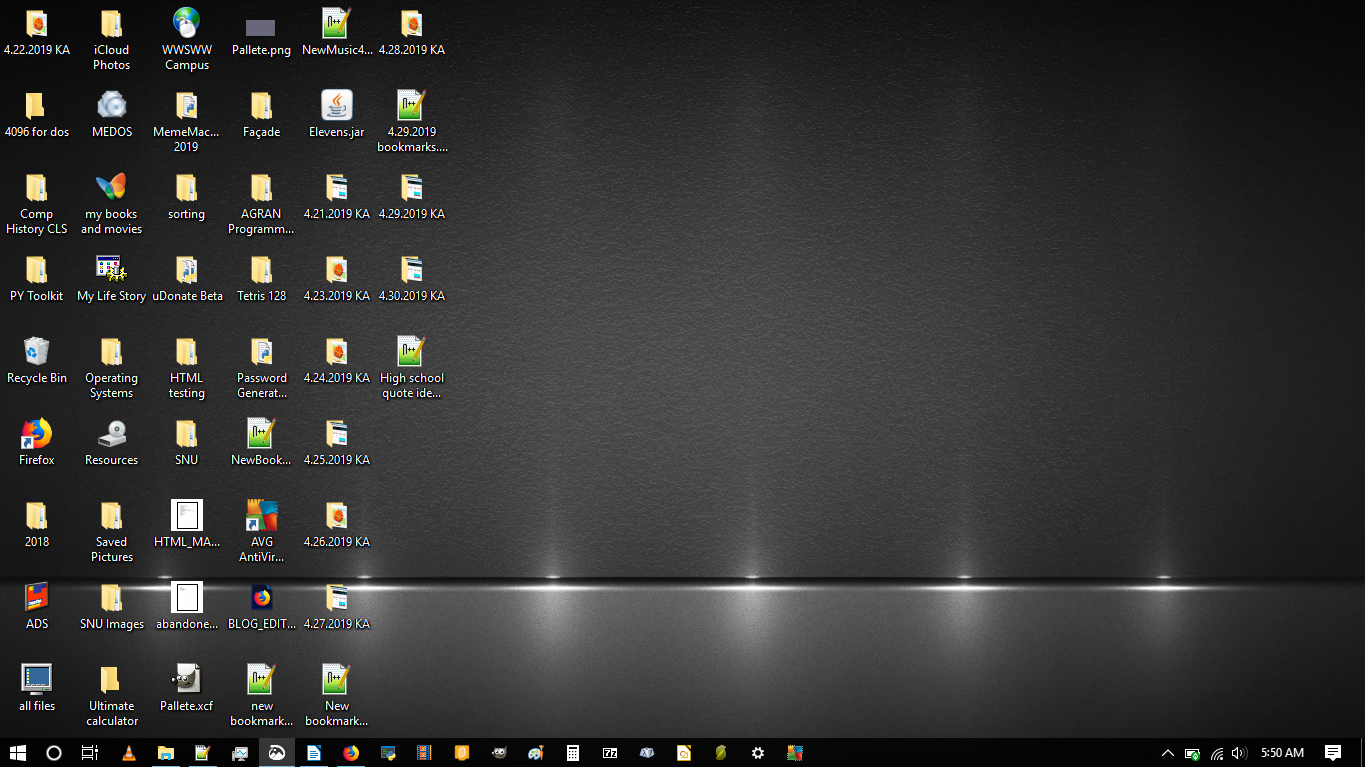 4.22.2019 KA
iCloud
Photos
WWSWW
Campus
Pallete.png
NewMusic4...
4.28.2019 KA
4096 for dos
MEDOS
MemeMac...
2019
Façade
Elevens.jar
4.29.2019
bookmarks....
Comp
History CLS
my books
and movies
sorting
AGRAN
Programm...
4.21.2019 KA
4.29.2019 KA
PY Toolkit
My Life Story
uDonate Beta
Tetris 128
4.23.2019 KA
4.30.2019 KA
Recycle Bin
Operating
Systems
HTML
testing
Password
Generat...
4.24.2019 KA
High school
quote ide...
Firefox
Resources
SNU
NewBook...
4.25.2019 KA
2018
Saved
Pictures
HTML_MA...
AVG
AntiVir...
4.26.2019 KA
ADS
SNU Images
abandone...
BLOG_EDIT...
4.27.2019 KA
all files
Ultimate
calculator
Pallete.xcf
new
bookmark...
New
bookmark...
5:50 AM